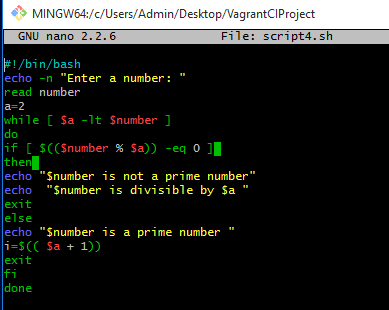 MINGW64:/c/Users/Admin/Desktop/VagrantCIProject
GNU nano 2.2.6 File: script4.sh
#!/bin/bash
echo -n "Enter a number: "
read number
a=2
while [ $a -lt $number ]
do
if [ $(($number % $a)) -eq 0 ]
then
echo "$number is not a prime number"
echo  "$number is divisible by $a "
exit
else
echo "$number is a prime number "
i=$(( $a + 1))
exit
fi
done